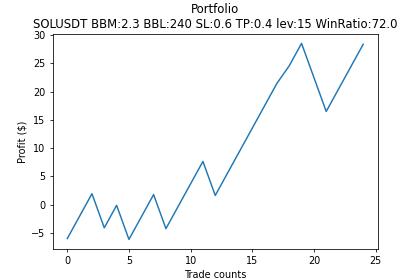 Portfolio
SOLUSDT BBM:2.3 BBL:240 SL:0.6 TP:0.4 lev:15 WinRatio:72.0
30
25
20
15
10
5
0
−5
Profit ($)
0 5 10 15 20 25
Trade counts